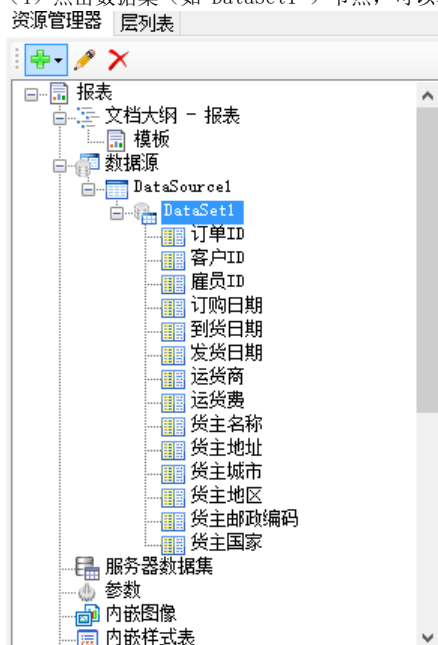 (4) 点击数据集（如 DataSet1 ）节点，可以
资源管理器 层列表
报表
文档大纲 - 报表
模板
数据源
DataSource1
DataSet1
订单ID
客户ID
雇员ID
订购日期
到货日期
发货日期
运货商
运货费
货主名称
货主地址
货主城市
货主地区
货主邮政编码
货主国家
服务器数据集
参数
内嵌图像
内嵌样式表